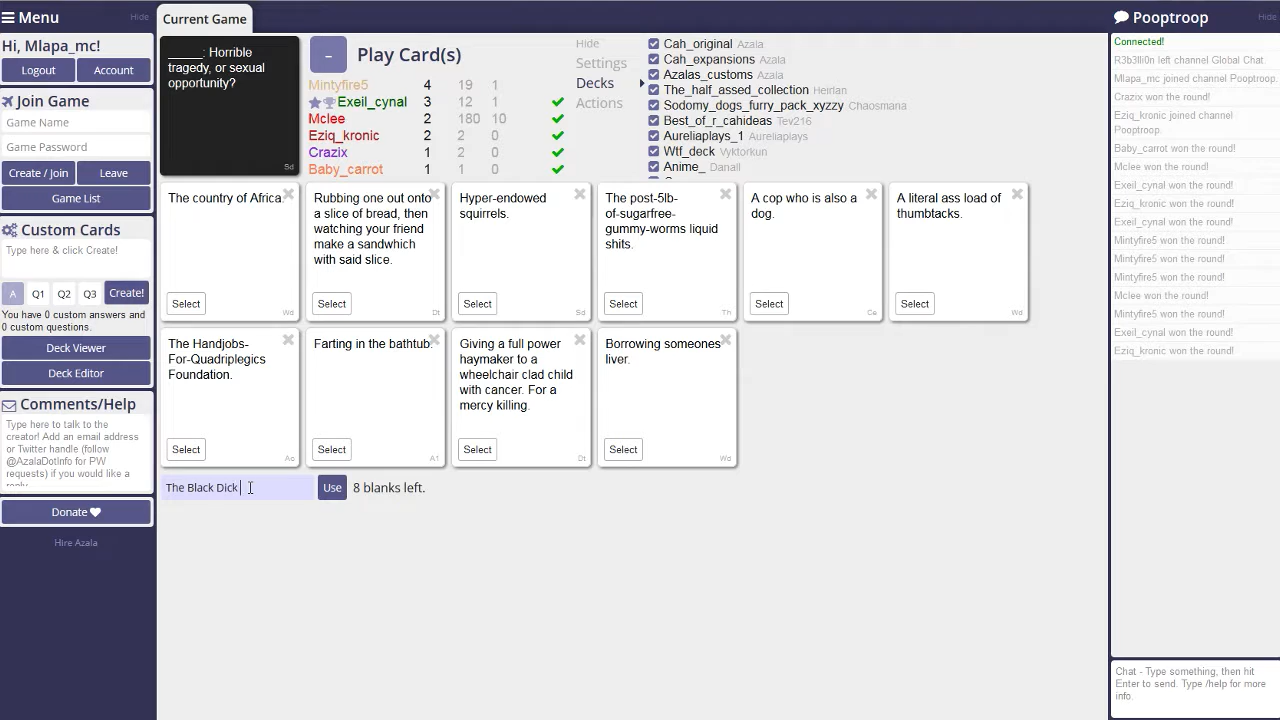 Menu
Hide
Hi, Mlapa_mc!
Logout
Account
Join Game
Game Name
Game Password
Create / Join
Leave
Game List
Custom Cards
Type here & click Create!
A
Q1
Q2
Q3
Create!
You have 0 custom answers and
0 custom questions.
Deck Viewer
Deck Editor
Comments/Help
Type here to talk to the
creator! Add an email address
or Twitter handle (follow
@AzalaDotInfo for PW
requests) if you would like a
reply.
Donate
Hire Azala
Current Game
_____: Horrible
tragedy, or sexual
opportunity?
Sd
–
Play Card(s)
Mintyfire5 4 19 1
Exeil_cynal 3 12 1
Mclee 2 180 10
Eziq_kronic 2 2 0
Crazix 1 2 0
Baby_carrot 1 1 0
Hide
Settings
Decks
Actions
Cah_original Azala
Cah_expansions Azala
Azalas_customs Azala
The_half_assed_collection Heirlan
Sodomy_dogs_furry_pack_xyzzy Chaosmana
Best_of_r_cahideas Tev216
Aureliaplays_1 Aureliaplays
Wtf_deck Vyktorkun
Anime_ Danall
The country of Africa.
Select
Wd
Rubbing one out onto
a slice of bread, then
watching your friend
make a sandwhich
with said slice.
Select
Dt
Hyper-endowed
squirrels.
Select
Sd
The post-5lb-
of-sugarfree-
gummy-worms liquid
shits.
Select
Th
A cop who is also a
dog.
Select
Ce
A literal ass load of
thumbtacks.
Select
Wd
The Handjobs-
For-Quadriplegics
Foundation.
Select
Ao
Farting in the bathtub.
Select
A1
Giving a full power
haymaker to a
wheelchair clad child
with cancer. For a
mercy killing.
Select
Dt
Borrowing someones
liver.
Select
Wd
The Black Dick
Use
8 blanks left.
Pooptroop
Hide
Connected!
R3b3lli0n left channel Global Chat.
Mlapa_mc joined channel Pooptroop.
Crazix won the round!
Eziq_kronic joined channel
Pooptroop.
Baby_carrot won the round!
Mclee won the round!
Exeil_cynal won the round!
Eziq_kronic won the round!
Exeil_cynal won the round!
Mintyfire5 won the round!
Mintyfire5 won the round!
Mintyfire5 won the round!
Mclee won the round!
Mintyfire5 won the round!
Exeil_cynal won the round!
Eziq_kronic won the round!
Chat - Type something, then hit
Enter to send. Type /help for more
info.